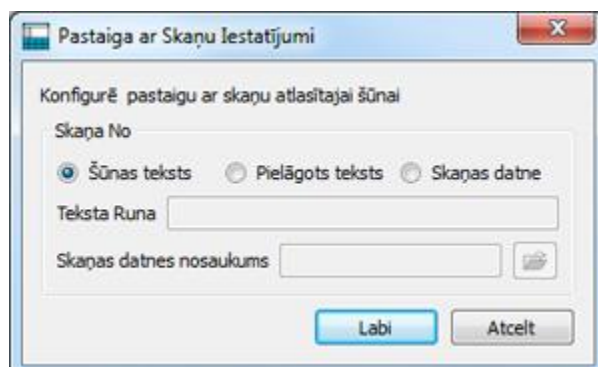 Pastaiga ar Skaņu Iestatījumi
Konfigurē pastaigu ar skaņu atlasītajai šūnai
Skaņa No
Šūnas teksts Pielāgots teksts Skaņas datne
Teksta Runa
Skaņas datnes nosaukums
Labi Atcelt